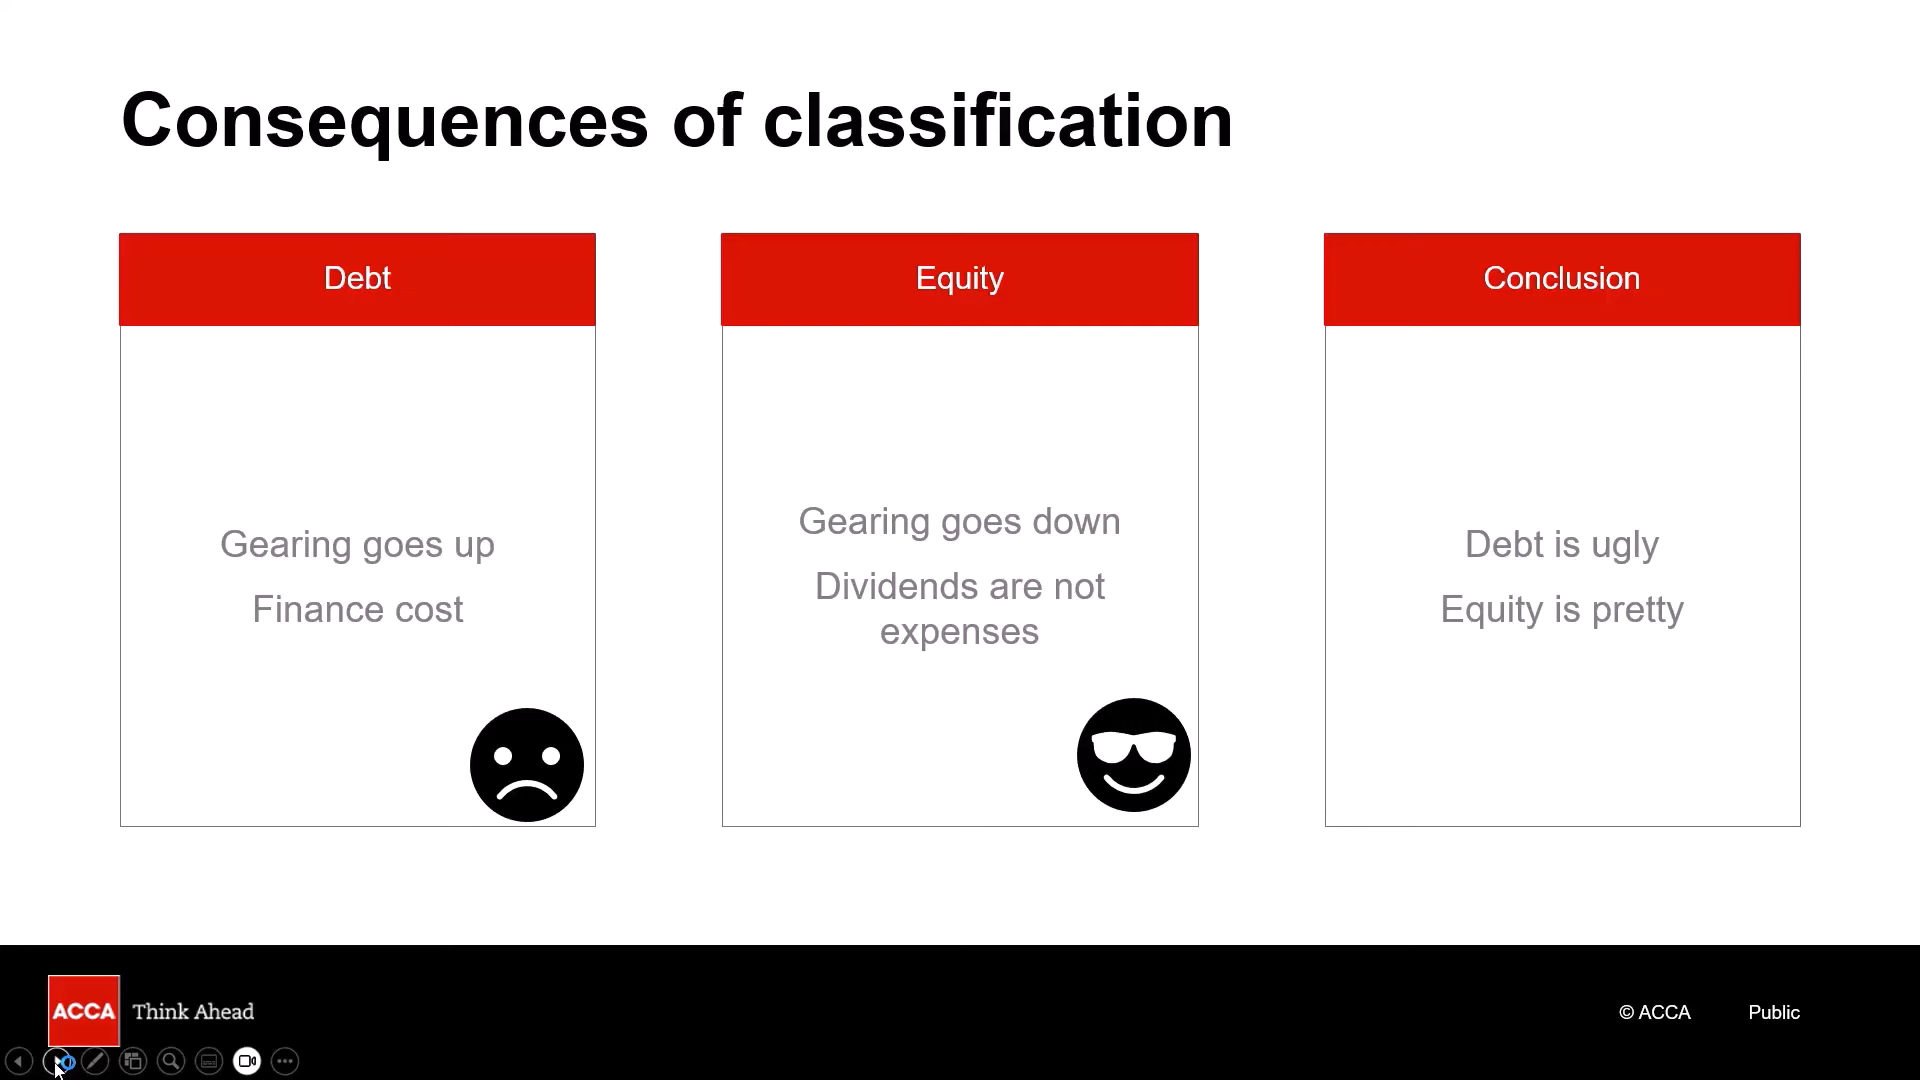 Consequences of classification
Debt
Gearing goes up
Finance cost
Equity
Gearing goes down
Dividends are not
expenses
Conclusion
Debt is ugly
Equity is pretty
ACCA
Think Ahead
© ACCA
Public